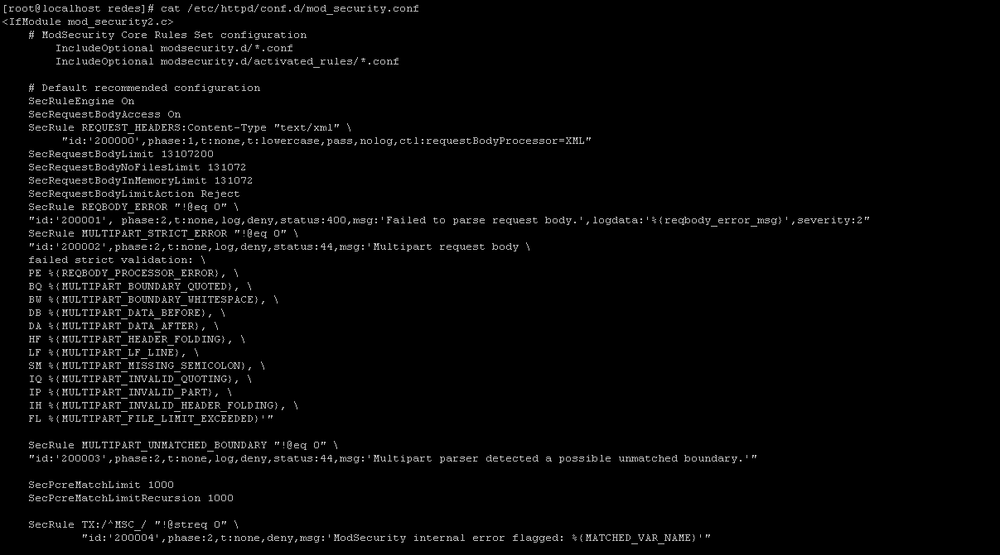 [root@localhost redes]# cat /etc/httpd/conf.d/mod_security.conf
<IfModule mod_security2.c>
    # ModSecurity Core Rules Set configuration
        IncludeOptional modsecurity.d/*.conf
        IncludeOptional modsecurity.d/activated_rules/*.conf

    # Default recommended configuration
    SecRuleEngine On
    SecRequestBodyAccess On
    SecRule REQUEST_HEADERS:Content-Type "text/xml" \
         "id:'200000',phase:1,t:none,t:lowercase,pass,nolog,ctl:requestBodyProcessor=XML"
    SecRequestBodyLimit 13107200
    SecRequestBodyNoFilesLimit 131072
    SecRequestBodyInMemoryLimit 131072
    SecRequestBodyLimitAction Reject
    SecRule REQBODY_ERROR "!@eq 0" \
    "id:'200001', phase:2,t:none,log,deny,status:400,msg:'Failed to parse request body.',logdata:'%{reqbody_error_msg}',severity:2"
    SecRule MULTIPART_STRICT_ERROR "!@eq 0" \
    "id:'200002',phase:2,t:none,log,deny,status:44,msg:'Multipart request body \
    failed strict validation: \
    PE %{REQBODY_PROCESSOR_ERROR}, \
    BQ %{MULTIPART_BOUNDARY_QUOTED}, \
    BW %{MULTIPART_BOUNDARY_WHITESPACE}, \
    DB %{MULTIPART_DATA_BEFORE}, \
    DA %{MULTIPART_DATA_AFTER}, \
    HF %{MULTIPART_HEADER_FOLDING}, \
    LF %{MULTIPART_LF_LINE}, \
    SM %{MULTIPART_MISSING_SEMICOLON}, \
    IQ %{MULTIPART_INVALID_QUOTING}, \
    IP %{MULTIPART_INVALID_PART}, \
    IH %{MULTIPART_INVALID_HEADER_FOLDING}, \
    FL %{MULTIPART_FILE_LIMIT_EXCEEDED}'"

    SecRule MULTIPART_UNMATCHED_BOUNDARY "!@eq 0" \
    "id:'200003',phase:2,t:none,log,deny,status:44,msg:'Multipart parser detected a possible unmatched boundary.'"

    SecPcreMatchLimit 1000
    SecPcreMatchLimitRecursion 1000

    SecRule TX:/^MSC_/ "!@streq 0" \
            "id:'200004',phase:2,t:none,deny,msg:'ModSecurity internal error flagged: %{MATCHED_VAR_NAME}'"